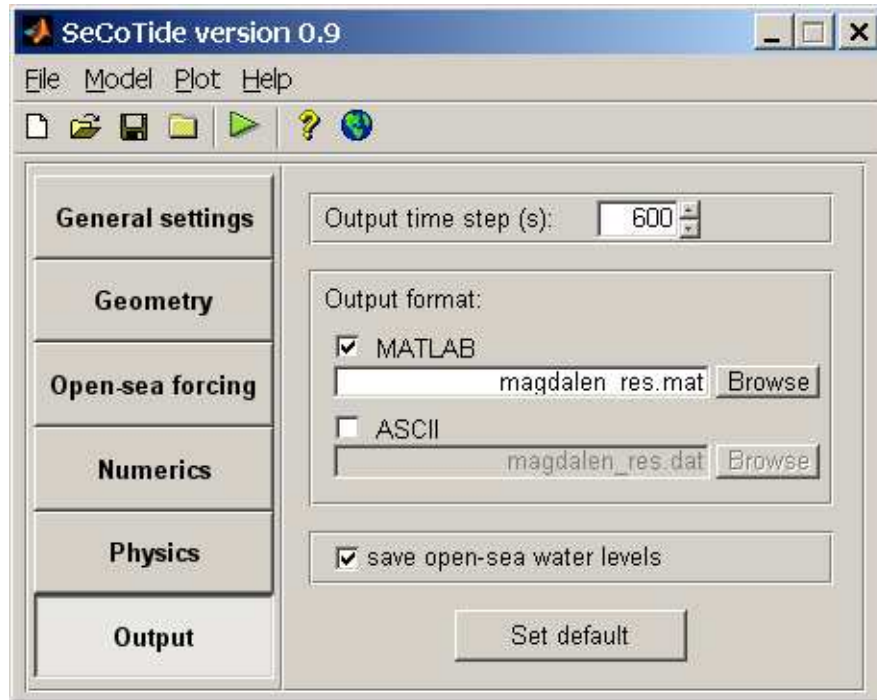 SeCoTide version 0.9
File Model Plot Help
General settings
Geometry
Open-sea forcing
Numerics
Physics
Output
Output time step (s): 600
Output format:
MATLAB
magdalen_res.mat Browse
ASCII
magdalen_res.dat Browse
save open-sea water levels
Set default